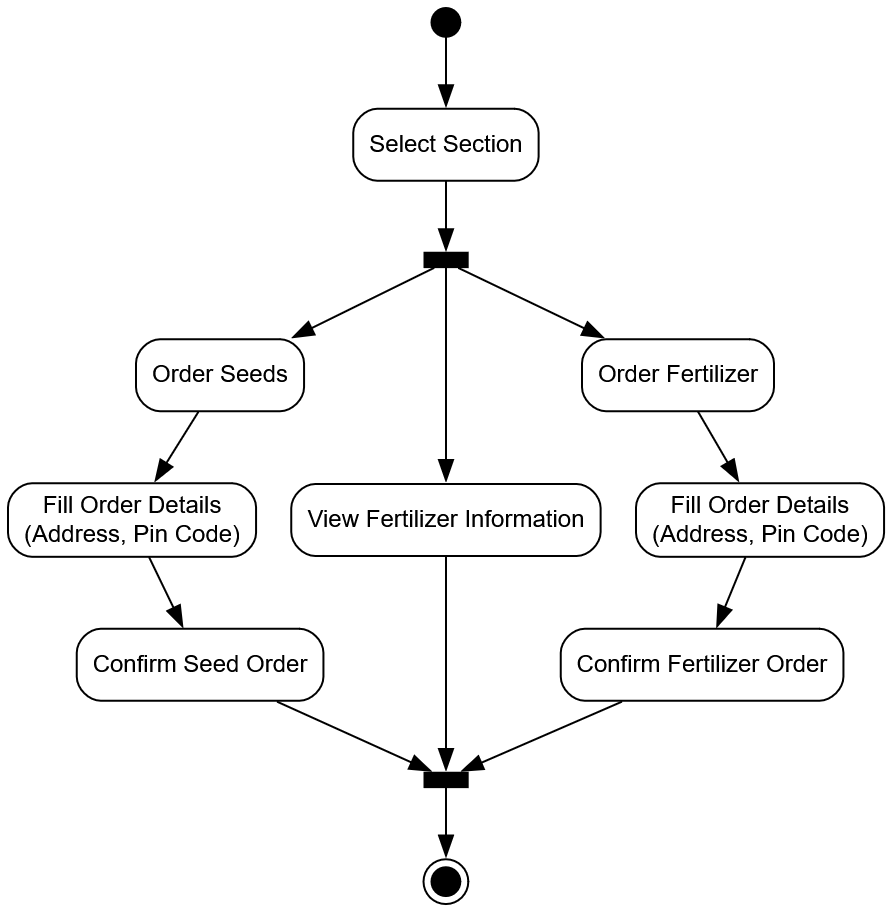 Select Section
Order Seeds
Order Fertilizer
Fill Order Details
(Address, Pin Code)
View Fertilizer Information
Fill Order Details
(Address, Pin Code)
Confirm Seed Order
Confirm Fertilizer Order